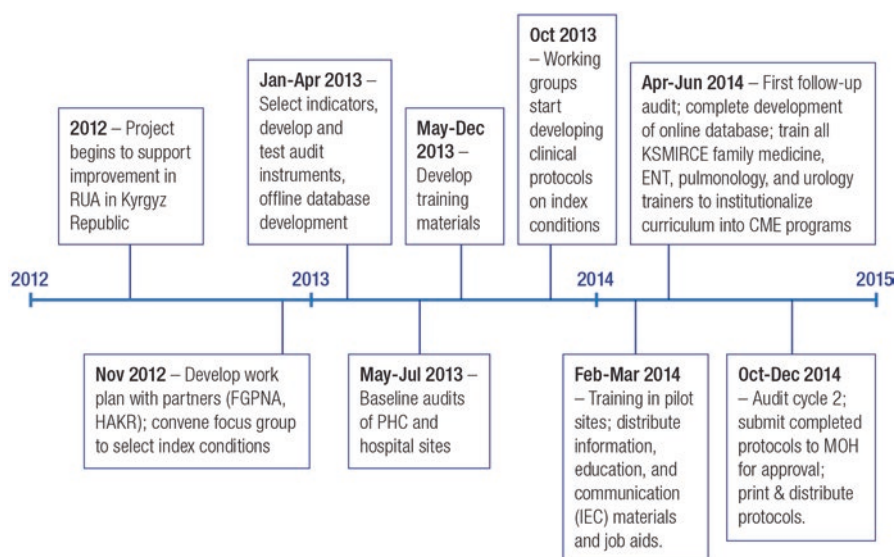 2012 – Project
begins to support
improvement in
RUA in Kyrgyz
Republic
Jan-Apr 2013 –
Select indicators,
develop and
test audit
instruments,
offline database
development
May-Dec
2013 –
Develop
training
materials
Oct 2013
– Working
groups
start
developing
clinical
protocols
on index
conditions
Apr-Jun 2014 – First follow-up
audit; complete development
of online database; train all
KSMIRCE family medicine,
ENT, pulmonology, and urology
trainers to institutionalize
curriculum into CME programs
2012
2013
2014
2015
Nov 2012 – Develop work
plan with partners (FGPNA,
HAKR); convene focus group
to select index conditions
May-Jul 2013 –
Baseline audits
of PHC and
hospital sites
Feb-Mar 2014
– Training in pilot
sites; distribute
information,
education, and
communication
(IEC) materials
and job aids.
Oct-Dec 2014
– Audit cycle 2;
submit completed
protocols to MOH
for approval;
print & distribute
protocols.